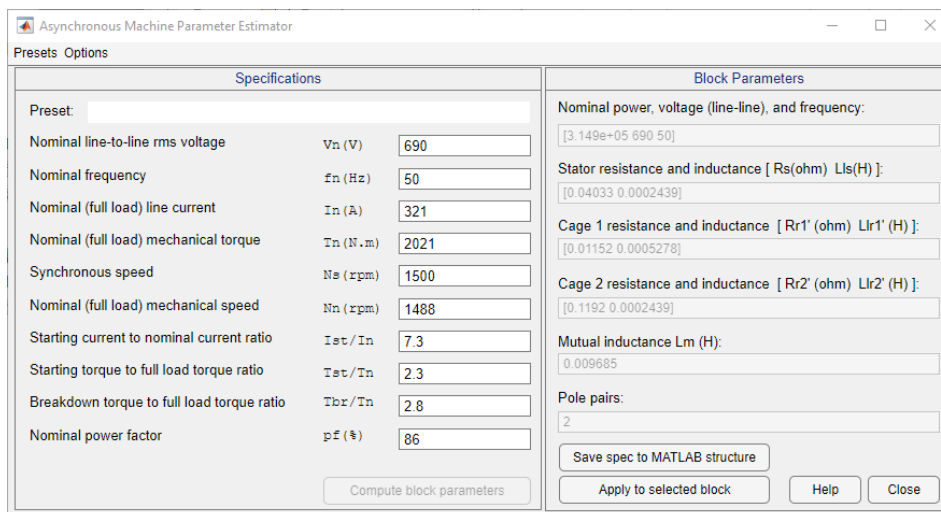 Asynchronous Machine Parameter Estimator
Presets Options
Specifications
Preset:
Nominal line-to-line rms voltage Vn(V) 690
Nominal frequency fn(Hz) 50
Nominal (full load) line current In(A) 321
Nominal (full load) mechanical torque Tn(N.m) 2021
Synchronous speed Ns(rpm) 1500
Nominal (full load) mechanical speed Nn(rpm) 1488
Starting current to nominal current ratio Ist/In 7.3
Starting torque to full load torque ratio Tst/Tn 2.3
Breakdown torque to full load torque ratio Tbr/Tn 2.8
Nominal power factor pf(%) 86
Compute block parameters
Block Parameters
Nominal power, voltage (line-line), and frequency:
[3.149e+05 690 50]
Stator resistance and inductance [ Rs(ohm) Lls(H) ]:
[0.04033 0.0002439]
Cage 1 resistance and inductance [ Rr1' (ohm) Llr1' (H) ]:
[0.01152 0.0005278]
Cage 2 resistance and inductance [ Rr2' (ohm) Llr2' (H) ]:
[0.1192 0.0002439]
Mutual inductance Lm (H):
0.009685
Pole pairs:
2
Save spec to MATLAB structure
Apply to selected block Help Close